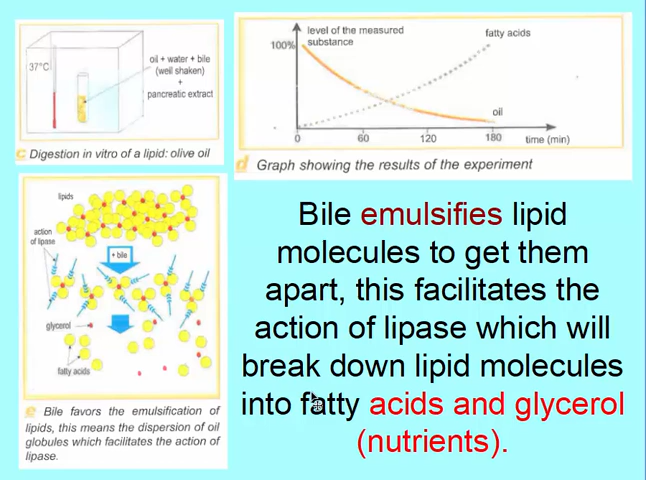 37°C
oil + water + bile
(well shaken)
+
pancreatic extract
c Digestion in vitro of a lipid: olive oil
level of the measured
substance
100%
fatty acids
oil
0 60 120 180 time (min)
d Graph showing the results of the experiment
lipids
action
of lipase
+ bile
glycerol
fatty acids
e Bile favors the emulsification of
lipids, this means the dispersion of oil
globules which facilitates the action of
lipase.
Bile emulsifies lipid
molecules to get them
apart, this facilitates the
action of lipase which will
break down lipid molecules
into fatty acids and glycerol
(nutrients).